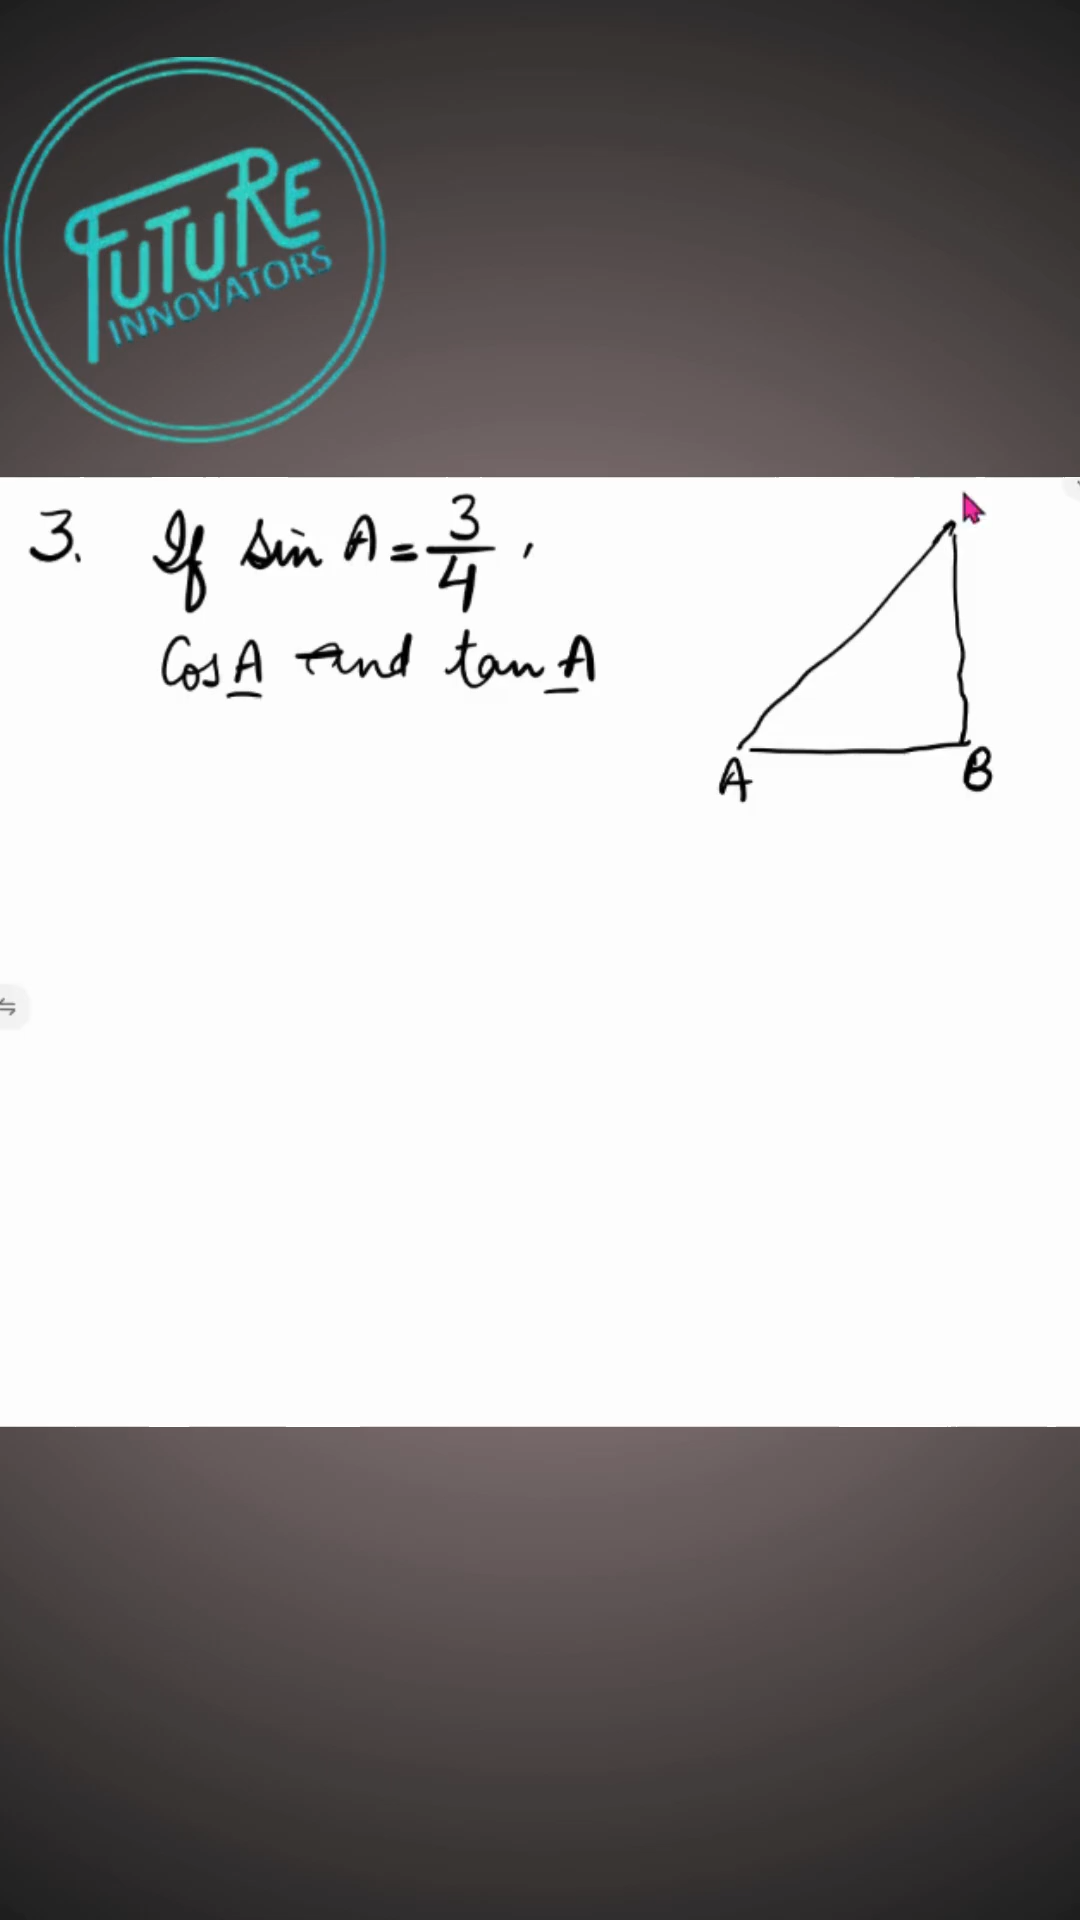 FUTURE
INNOVATORS
3. If sin A = 3/4 ,
Cos A And tan A
A
B